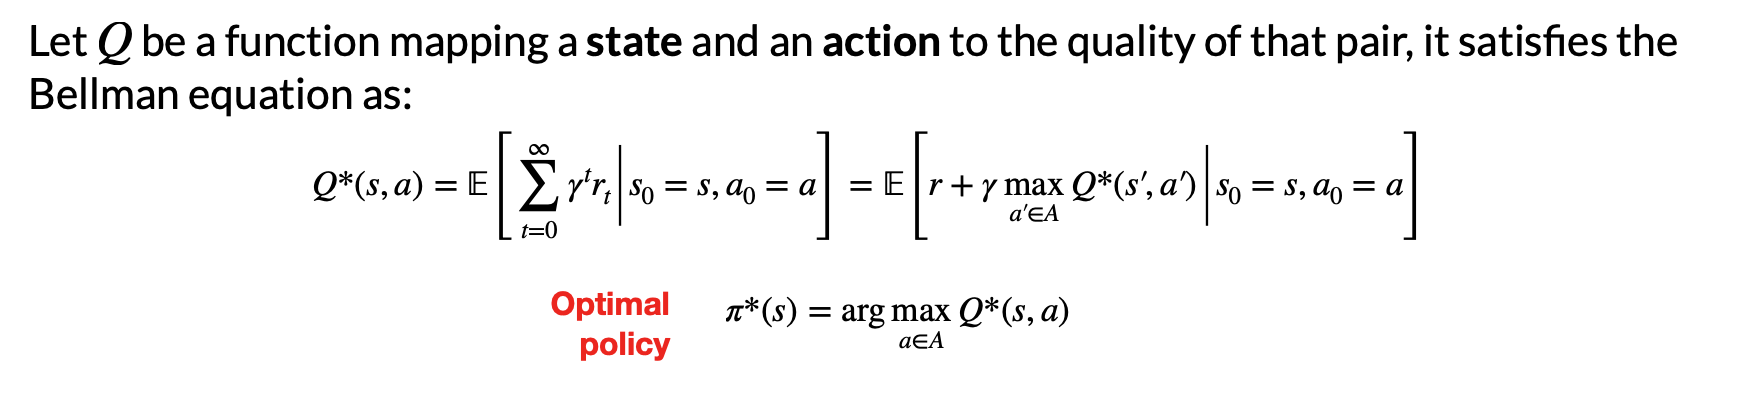 Let Q be a function mapping a state and an action to the quality of that pair, it satisfies the
Bellman equation as:
Q*(s, a) = 𝔼[∑_{t=0}^{∞} γ^t r_t | s_0 = s, a_0 = a] = 𝔼[r + γ max_{a′∈A} Q*(s′, a′) | s_0 = s, a_0 = a]
Optimal policy
π*(s) = arg max_{a∈A} Q*(s, a)